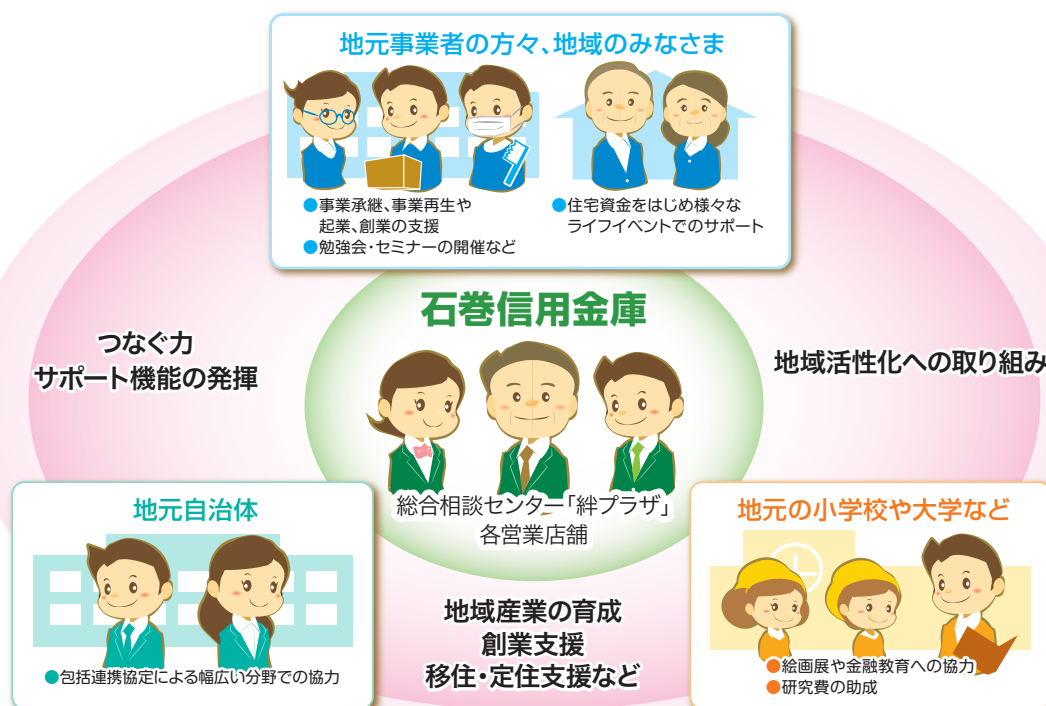 地元事業者の方々、地域のみなさま
●事業承継、事業再生や
起業、創業の支援
●勉強会・セミナーの開催など
●住宅資金をはじめ様々な
ライフイベントでのサポート
石巻信用金庫
つなぐ力
サポート機能の発揮
地域活性化への取り組み
総合相談センター「絆プラザ」
各営業店舗
地元自治体
●包括連携協定による幅広い分野での協力
地域産業の育成
創業支援
移住・定住支援など
地元の小学校や大学など
●絵画展や金融教育への協力
●研究費の助成